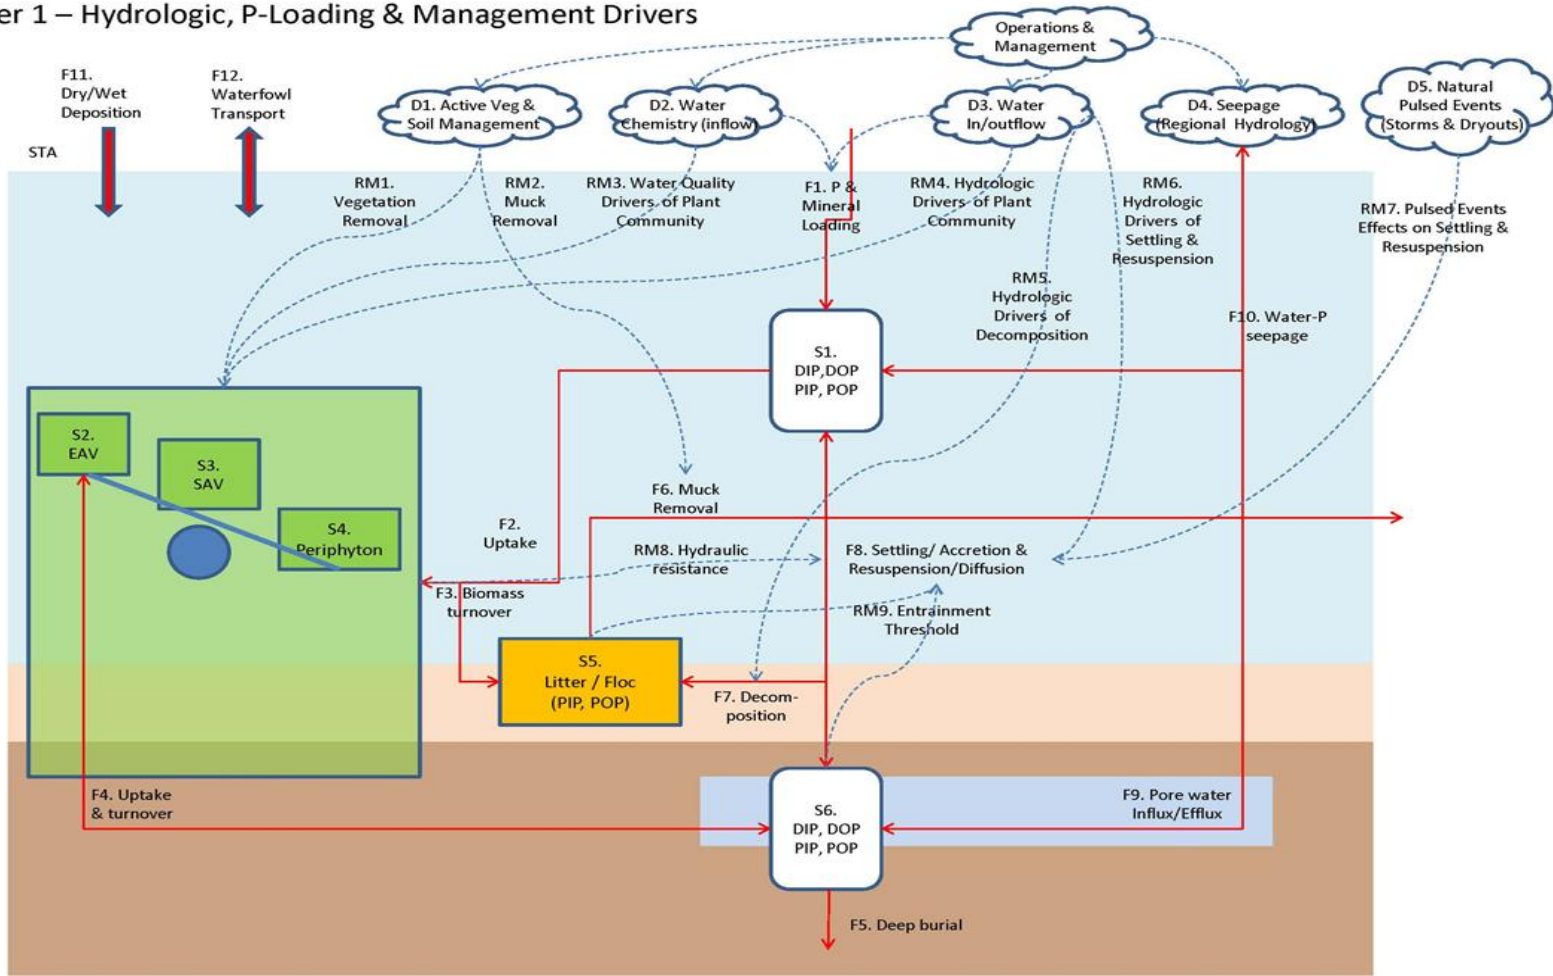 er 1 – Hydrologic, P-Loading & Management Drivers
Operations &
Management
F11.
Dry/Wet
Deposition
F12.
Waterfowl
Transport
D1. Active Veg &
Soil Management
D2. Water
Chemistry (inflow)
D3. Water
In/outflow
D4. Seepage
(Regional Hydrology)
D5. Natural
Pulsed Events
(Storms & Dryouts)
STA
RM1.
Vegetation
Removal
RM2.
Muck
Removal
RM3. Water Quality
Drivers of Plant
Community
F1. P &
Mineral
Loading
RM4. Hydrologic
Drivers of Plant
Community
RM6.
Hydrologic
Drivers of
Settling &
Resuspension
RM7. Pulsed Events
Effects on Settling &
Resuspension
RM5.
Hydrologic
Drivers of
Decomposition
F10. Water-P
seepage
S1.
DIP,DOP
PIP, POP
S2.
EAV
S3.
SAV
S4.
Periphyton
F6. Muck
Removal
F2.
Uptake
RM8. Hydraulic
resistance
F8. Settling/ Accretion &
Resuspension/Diffusion
F3. Biomass
turnover
RM9. Entrainment
Threshold
S5.
Litter / Floc
(PIP, POP)
F7. Decom-
position
F4. Uptake
& turnover
S6.
DIP, DOP
PIP, POP
F9. Pore water
Influx/Efflux
F5. Deep burial